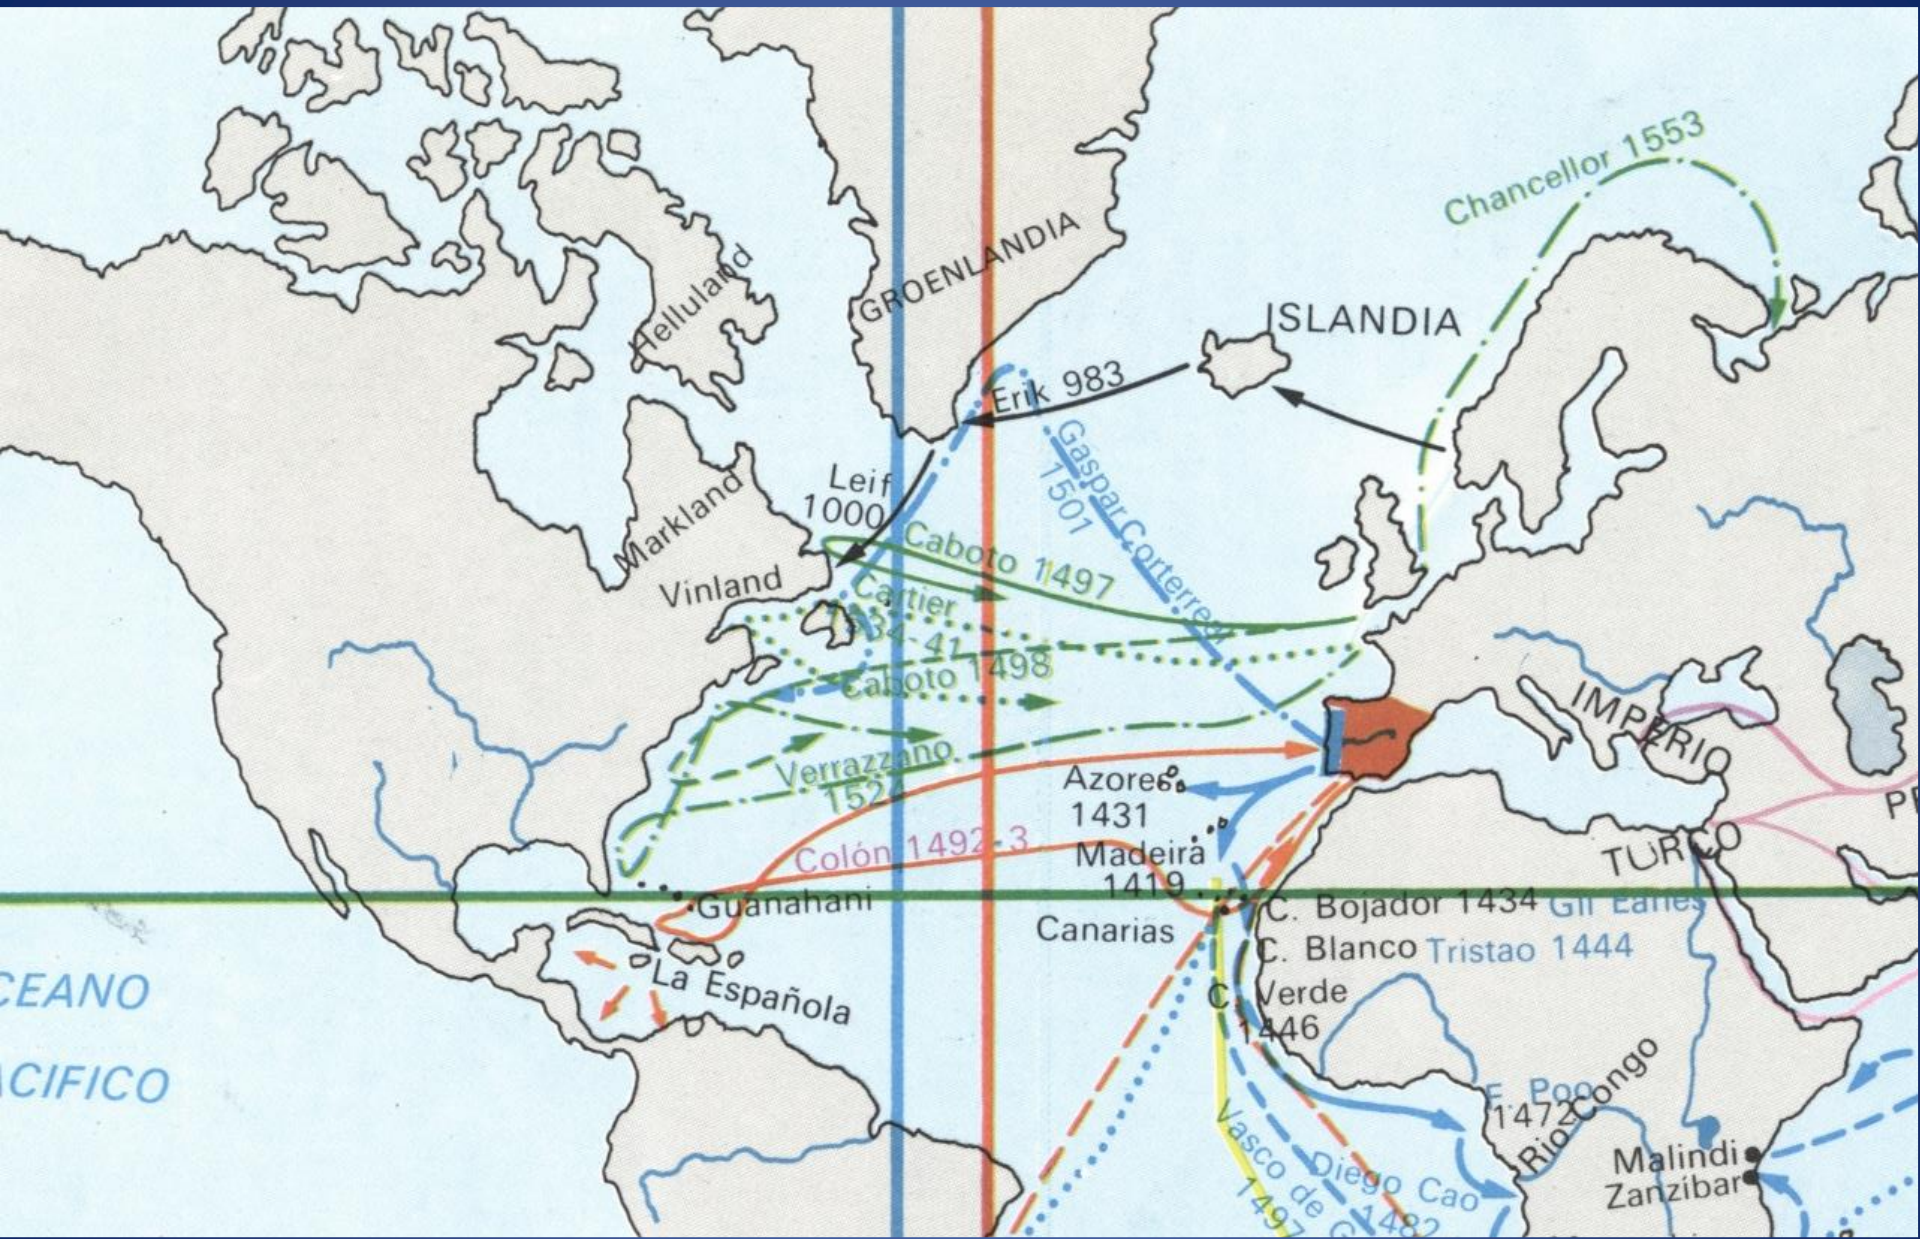 Chancellor 1553
Helluland
GROENLANDIA
ISLANDIA
Erik 983
Gaspar Corterreal
1501
Leif
1000
Markland
Vinland
Caboto 1497
Cartier
1534-41
Caboto 1498
IMPERIO
TURCO
Verrazzano
1524
Azores
1431
Colón 1492-3
Madeira
1419
Guanahani
Canarias
C. Bojador 1434 Gil Eanes
C. Blanco Tristao 1444
C. Verde
1446
La Española
CEANO
ACIFICO
F. Poo
1472
Rio Congo
Malindi
Zanzibar
Vasco de G
1497
Diego Cao
1482